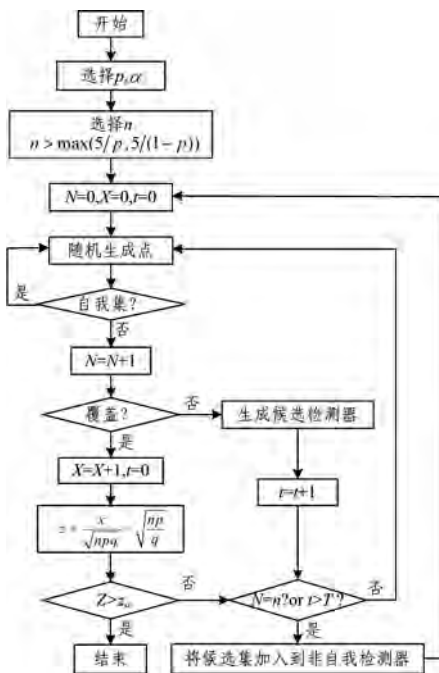 开始
选择p,α
选择n
n > max(5/p,5/(1-p))
N=0,X=0,t=0
随机生成点
是
自我集?
否
N=N+1
覆盖?
否
生成候选检测器
是
X=X+1,t=0
t=t+1
z = x/√npq - √np/q
Z>zα
否
N=n?or t>T?
否
是
是
结束
将候选集加入到非自我检测器